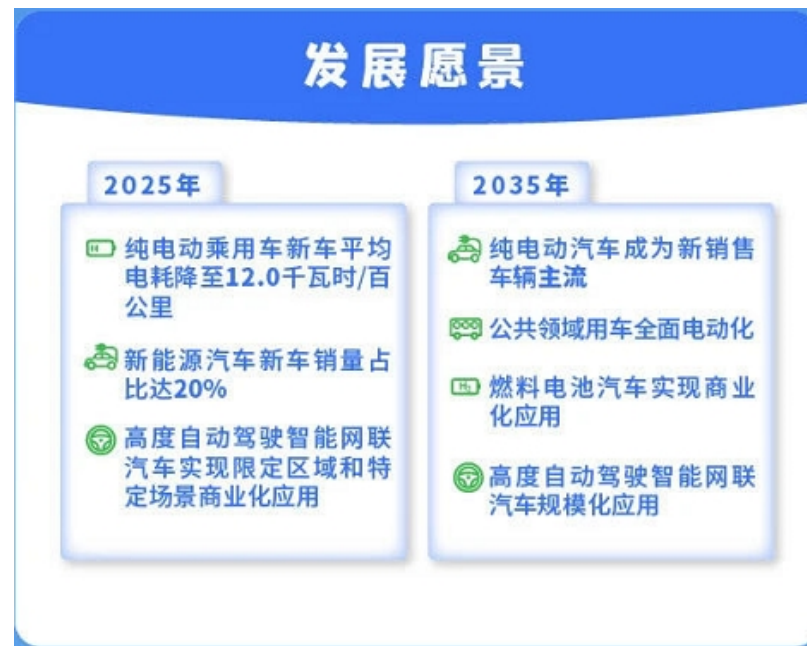 发展愿景
2025年
纯电动乘用车新车平均
电耗降至12.0千瓦时/百
公里
新能源汽车新车销量占
比达20%
高度自动驾驶智能网联
汽车实现限定区域和特
定场景商业化应用
2035年
纯电动汽车成为新销售
车辆主流
公共领域用车全面电动化
H₂
燃料电池汽车实现商业
化应用
高度自动驾驶智能网联
汽车规模化应用